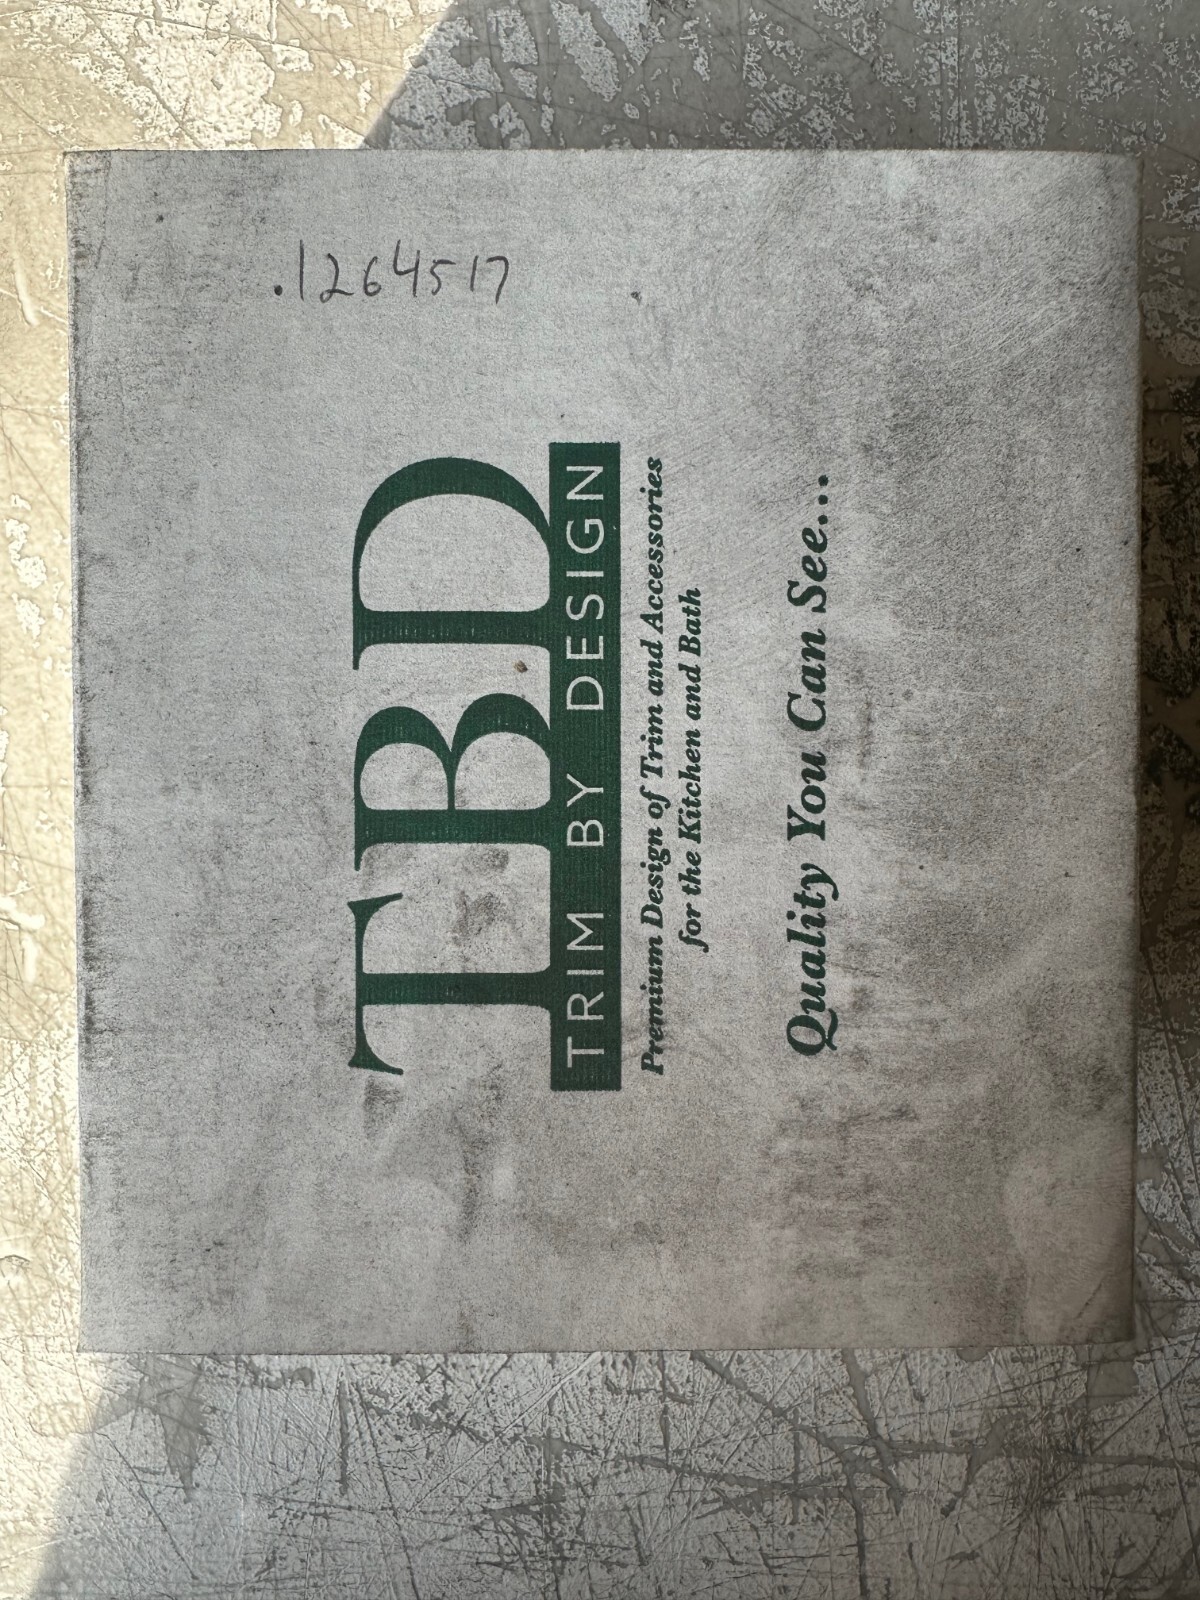 .1264517
TBD
TRIM BY DESIGN
Premium Design of Trim and Accessories
for the Kitchen and Bath
Quality You Can See...